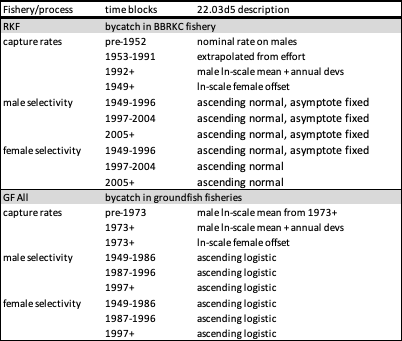 Fishery/process time blocks 22.03d5 description
RKF bycatch in BBRKC fishery
capture rates pre-1952 nominal rate on males
1953-1991 extrapolated from effort
1992+ male ln-scale mean + annual devs
1949+ ln-scale female offset
male selectivity 1949-1996 ascending normal, asymptote fixed
1997-2004 ascending normal, asymptote fixed
2005+ ascending normal, asymptote fixed
female selectivity 1949-1996 ascending normal, asymptote fixed
1997-2004 ascending normal
2005+ ascending normal
GF All bycatch in groundfish fisheries
capture rates pre-1973 male ln-scale mean from 1973+
1973+ male ln-scale mean + annual devs
1973+ ln-scale female offset
male selectivity 1949-1986 ascending logistic
1987-1996 ascending logistic
1997+ ascending logistic
female selectivity 1949-1986 ascending logistic
1987-1996 ascending logistic
1997+ ascending logistic